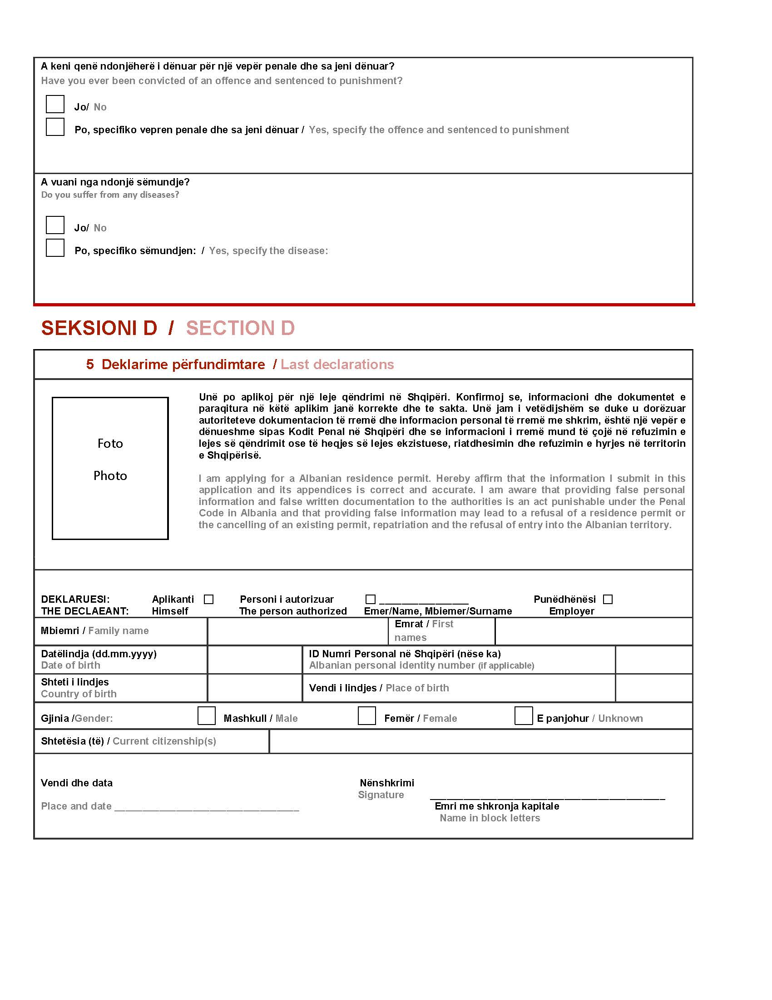 A keni qenë ndonjëherë i dënuar për një vepër penale dhe sa jeni dënuar?
Have you ever been convicted of an offence and sentenced to punishment?
Jo/ No
Po, specifiko vepren penale dhe sa jeni dënuar / Yes, specify the offence and sentenced to punishment
A vuani nga ndonjë sëmundje?
Do you suffer from any diseases?
Jo/ No
Po, specifiko sëmundjen: / Yes, specify the disease:
SEKSIONI D / SECTION D
5 Deklarime përfundimtare / Last declarations
Foto
Photo
Unë po aplikoj për një leje qëndrimi në Shqipëri. Konfirmoj se, informacioni dhe dokumentet e
paraqitura në këtë aplikim janë korrekte dhe te sakta. Unë jam i vetëdijshëm se duke u dorëzuar
autoriteteve dokumentacion të rremë dhe informacion personal të rremë me shkrim, është një vepër e
dënueshme sipas Kodit Penal në Shqipëri dhe se informacioni i rremë mund të çojë në refuzimin e
lejes së qëndrimit ose të heqjes së lejes ekzistuese, riatdhesimin dhe refuzimin e hyrjes në territorin
e Shqipërisë.
I am applying for a Albanian residence permit. Hereby affirm that the information I submit in this
application and its appendices is correct and accurate. I am aware that providing false personal
information and false written documentation to the authorities is an act punishable under the Penal
Code in Albania and that providing false information may lead to a refusal of a residence permit or
the cancelling of an existing permit, repatriation and the refusal of entry into the Albanian territory.
DEKLARUESI: Aplikanti Personi i autorizuar ________________ Punëdhënësi
THE DECLAEANT: Himself The person authorized Emer/Name, Mbiemer/Surname Employer
Mbiemri / Family name
Emrat / First
names
Datëlindja (dd.mm.yyyy)
Date of birth
ID Numri Personal në Shqipëri (nëse ka)
Albanian personal identity number (if applicable)
Shteti i lindjes
Country of birth
Vendi i lindjes / Place of birth
Gjinia /Gender: Mashkull / Male Femër / Female E panjohur / Unknown
Shtetësia (të) / Current citizenship(s)
Vendi dhe data
Place and date _________________________________
Nënshkrimi
Signature __________________________________________
Emri me shkronja kapitale
Name in block letters